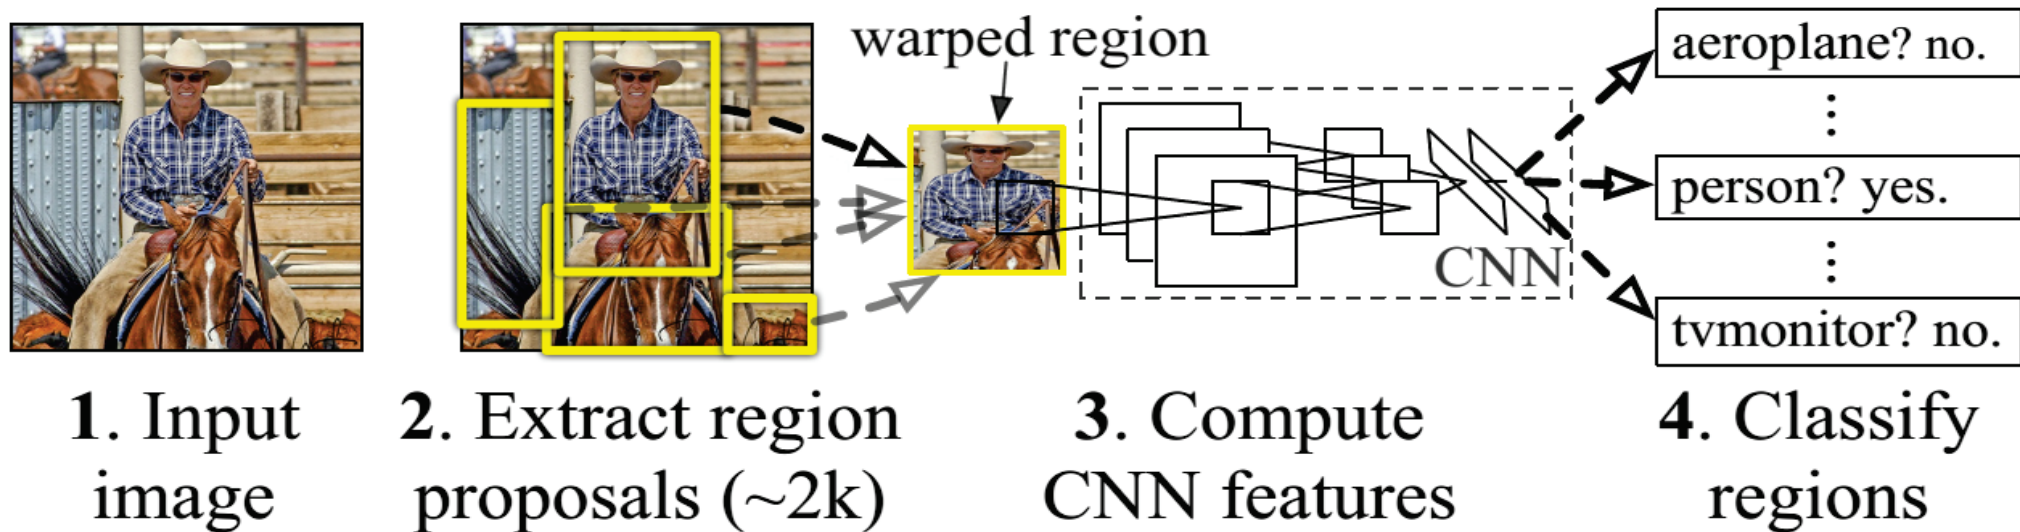 warped region
aeroplane? no.
person? yes.
CNN
tvmonitor? no.
1. Input
image
2. Extract region
proposals (~2k)
3. Compute
CNN features
4. Classify
regions